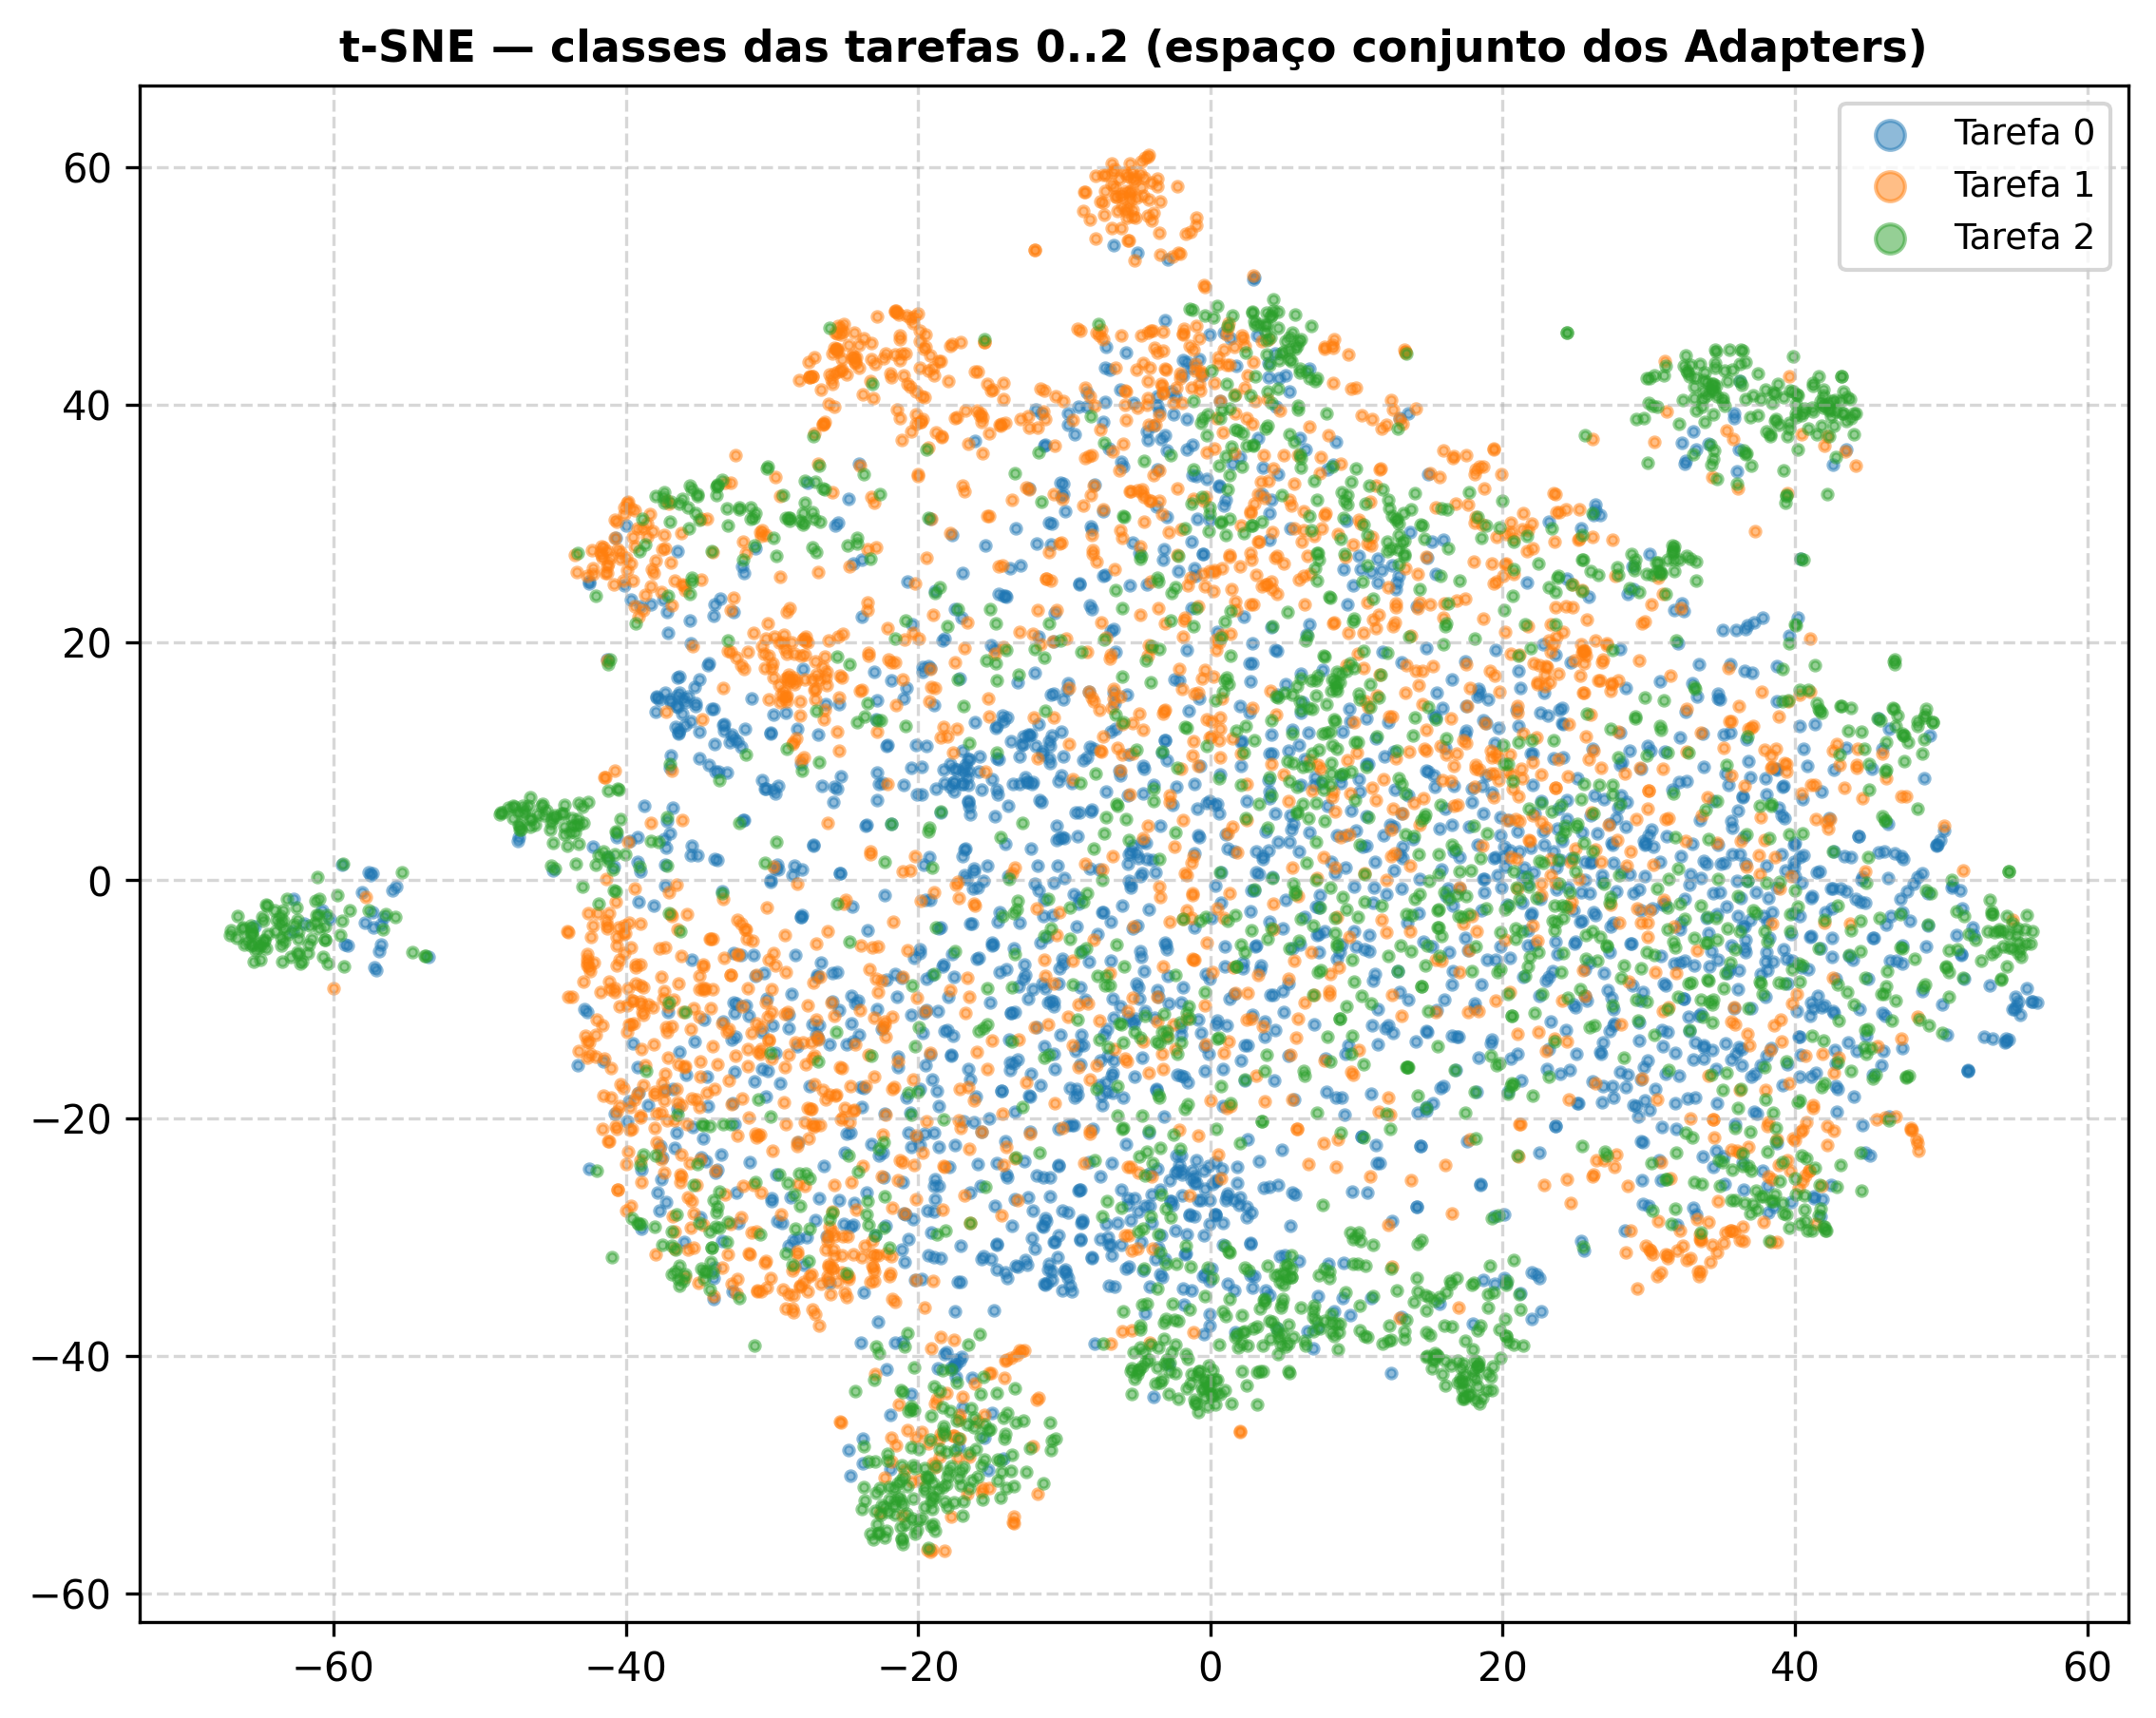 t-SNE — classes das tarefas 0..2 (espaço conjunto dos Adapters)
Tarefa 0
Tarefa 1
Tarefa 2
60
40
20
0
−20
−40
−60
−60 −40 −20 0 20 40 60